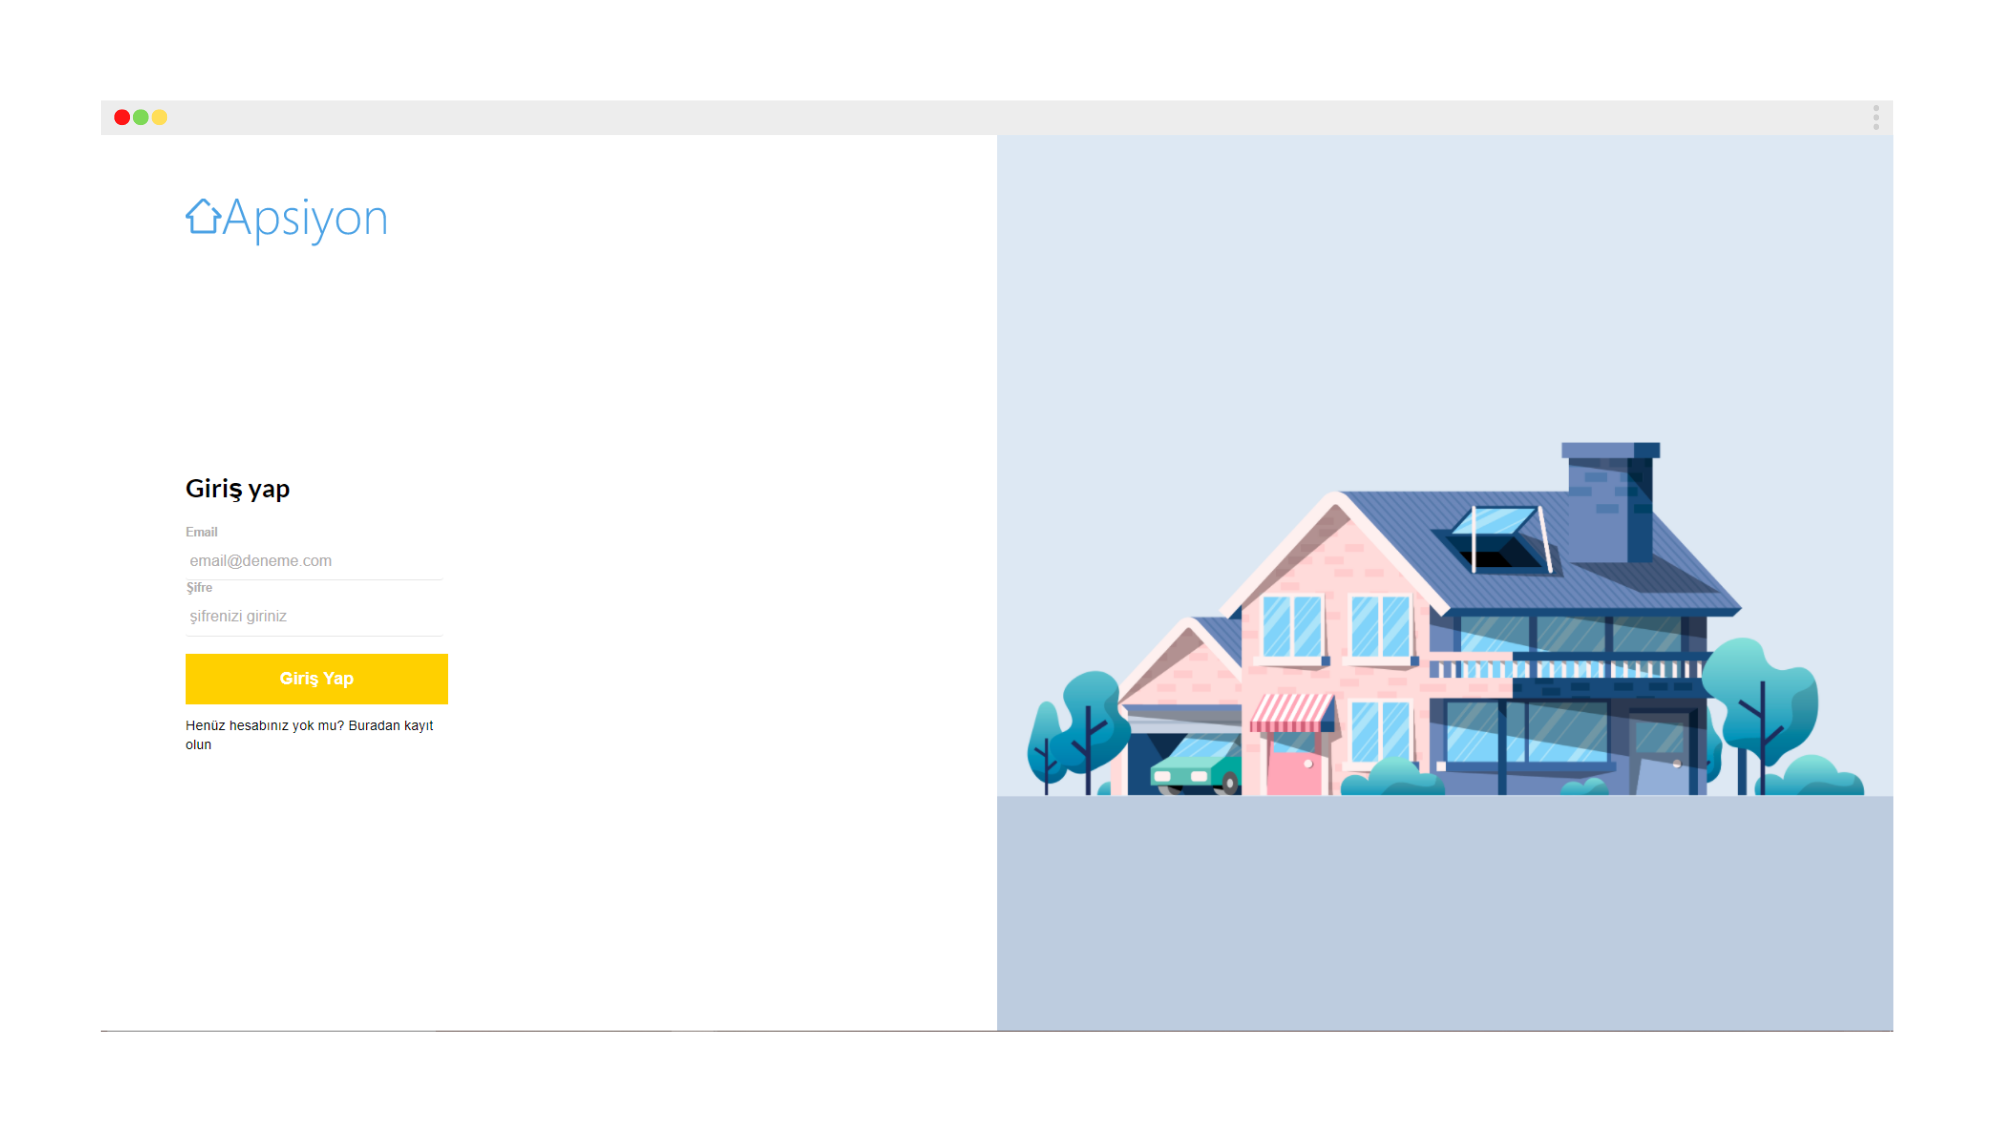 Apsiyon
Giriş yap
Email
email@deneme.com
Şifre
şifrenizi giriniz
Giriş Yap
Henüz hesabınız yok mu? Buradan kayıt
olun